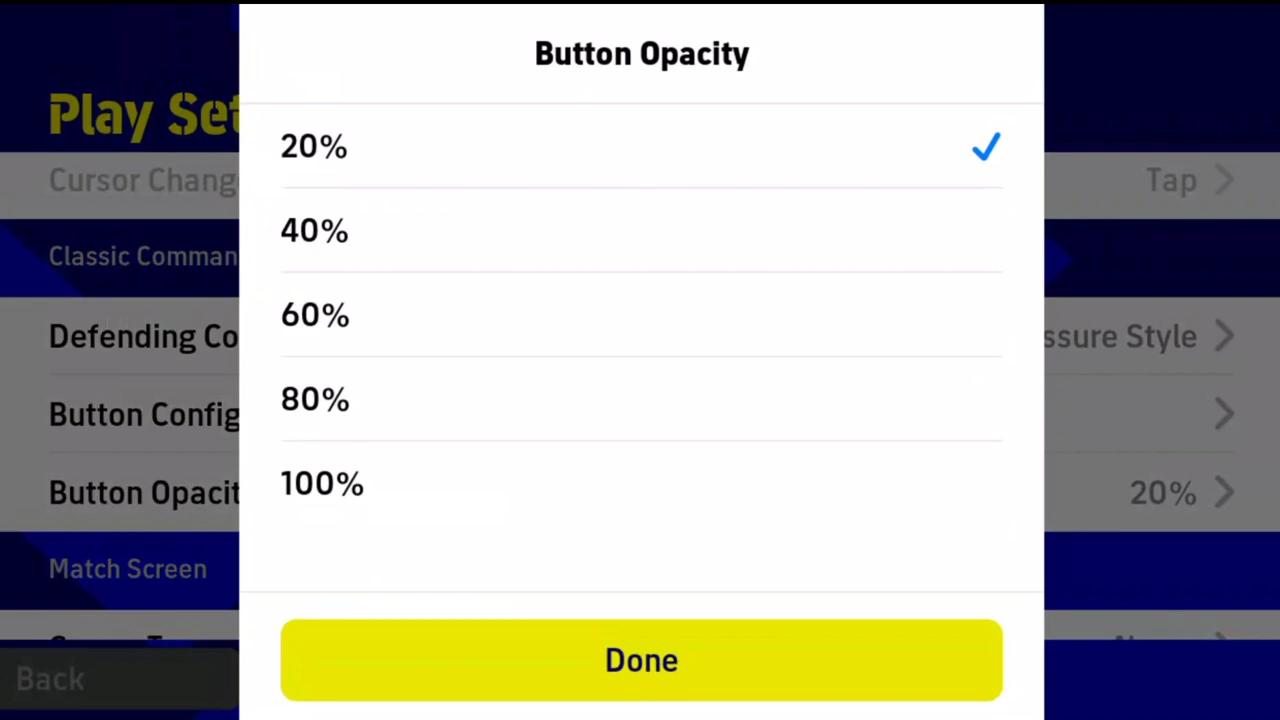 Button Opacity
Play Set
20%
Cursor Chang
Tap
40%
Classic Comman
60%
Defending Co
ssure Style
80%
Button Config
100%
Button Opacit
20%
Match Screen
Done
Back